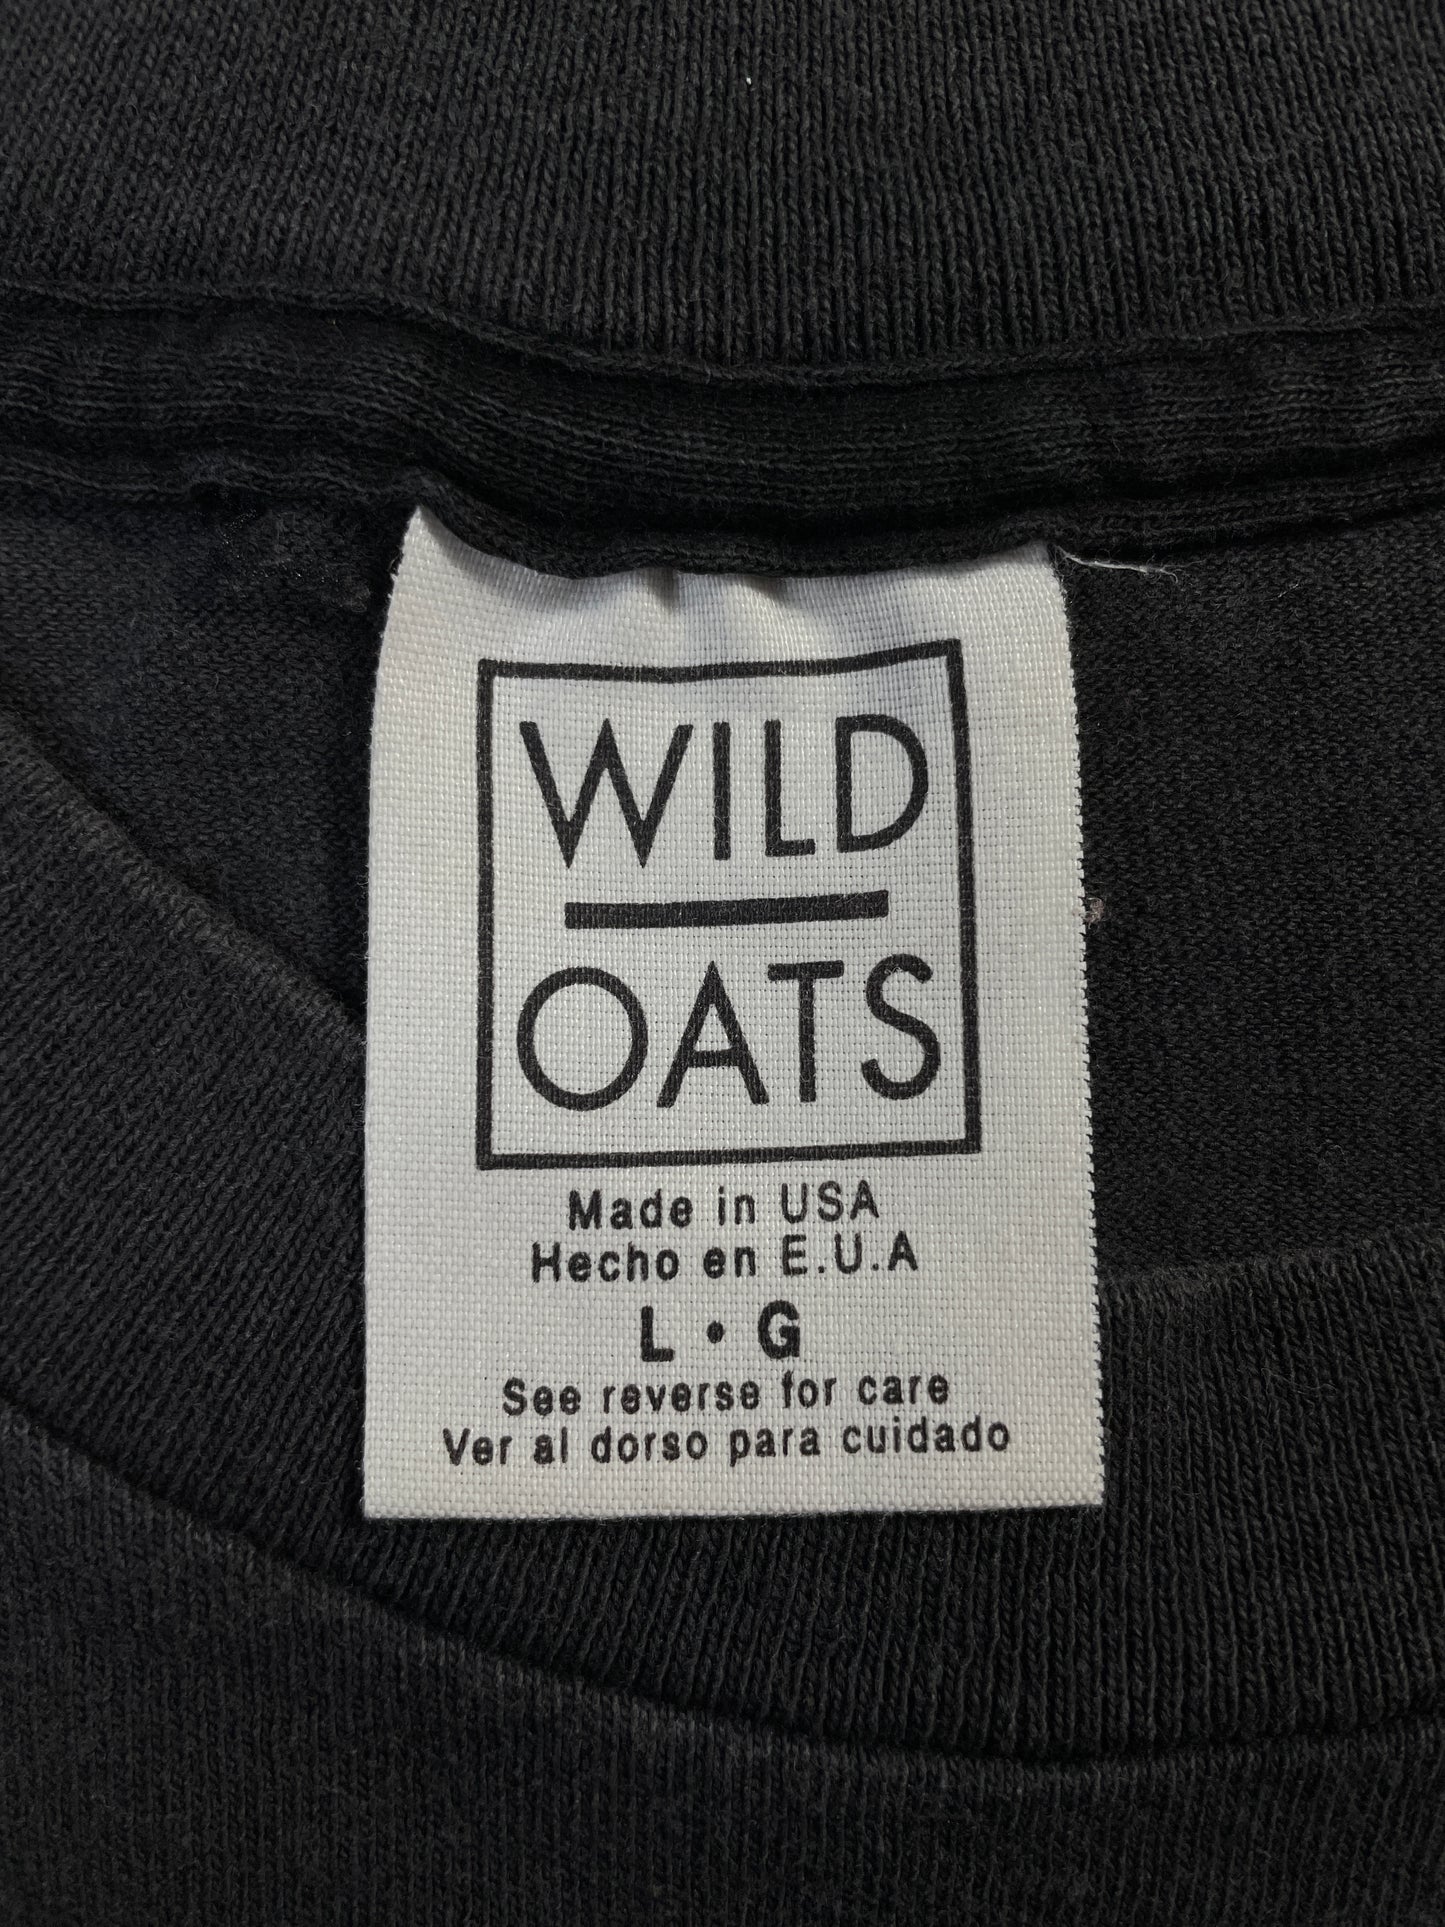 WILD
OATS
Made in USA
Hecho en E.U.A
L • G
See reverse for care
Ver al dorso para cuidado